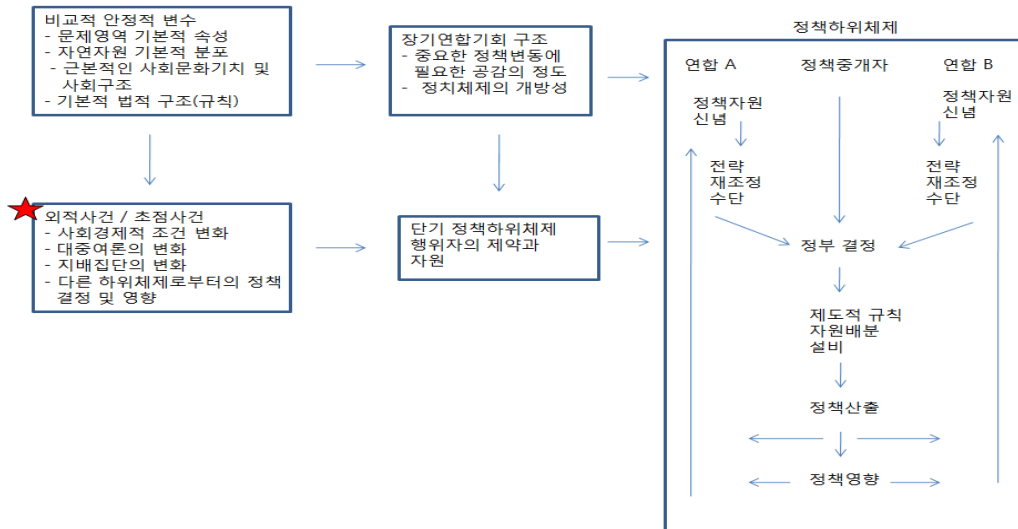 비교적 안정적 변수
- 문제영역 기본적 속성
- 자연자원 기본적 분포
- 근본적인 사회문화기치 및
사회구조
- 기본적 법적 구조(규칙)
장기연합기회 구조
- 중요한 정책변동에
필요한 공감의 정도
- 정치체제의 개방성
외적사건 / 초점사건
- 사회경제적 조건 변화
- 대중여론의 변화
- 지배집단의 변화
- 다른 하위체제로부터의 정책
결정 및 영향
단기 정책하위체제
행위자의 제약과
자원
정책하위체제
연합 A
정책중개자
연합 B
정책자원
신념
정책자원
신념
전략
재조정
수단
전략
재조정
수단
정부 결정
제도적 규칙
자원배분
설비
정책산출
정책영향